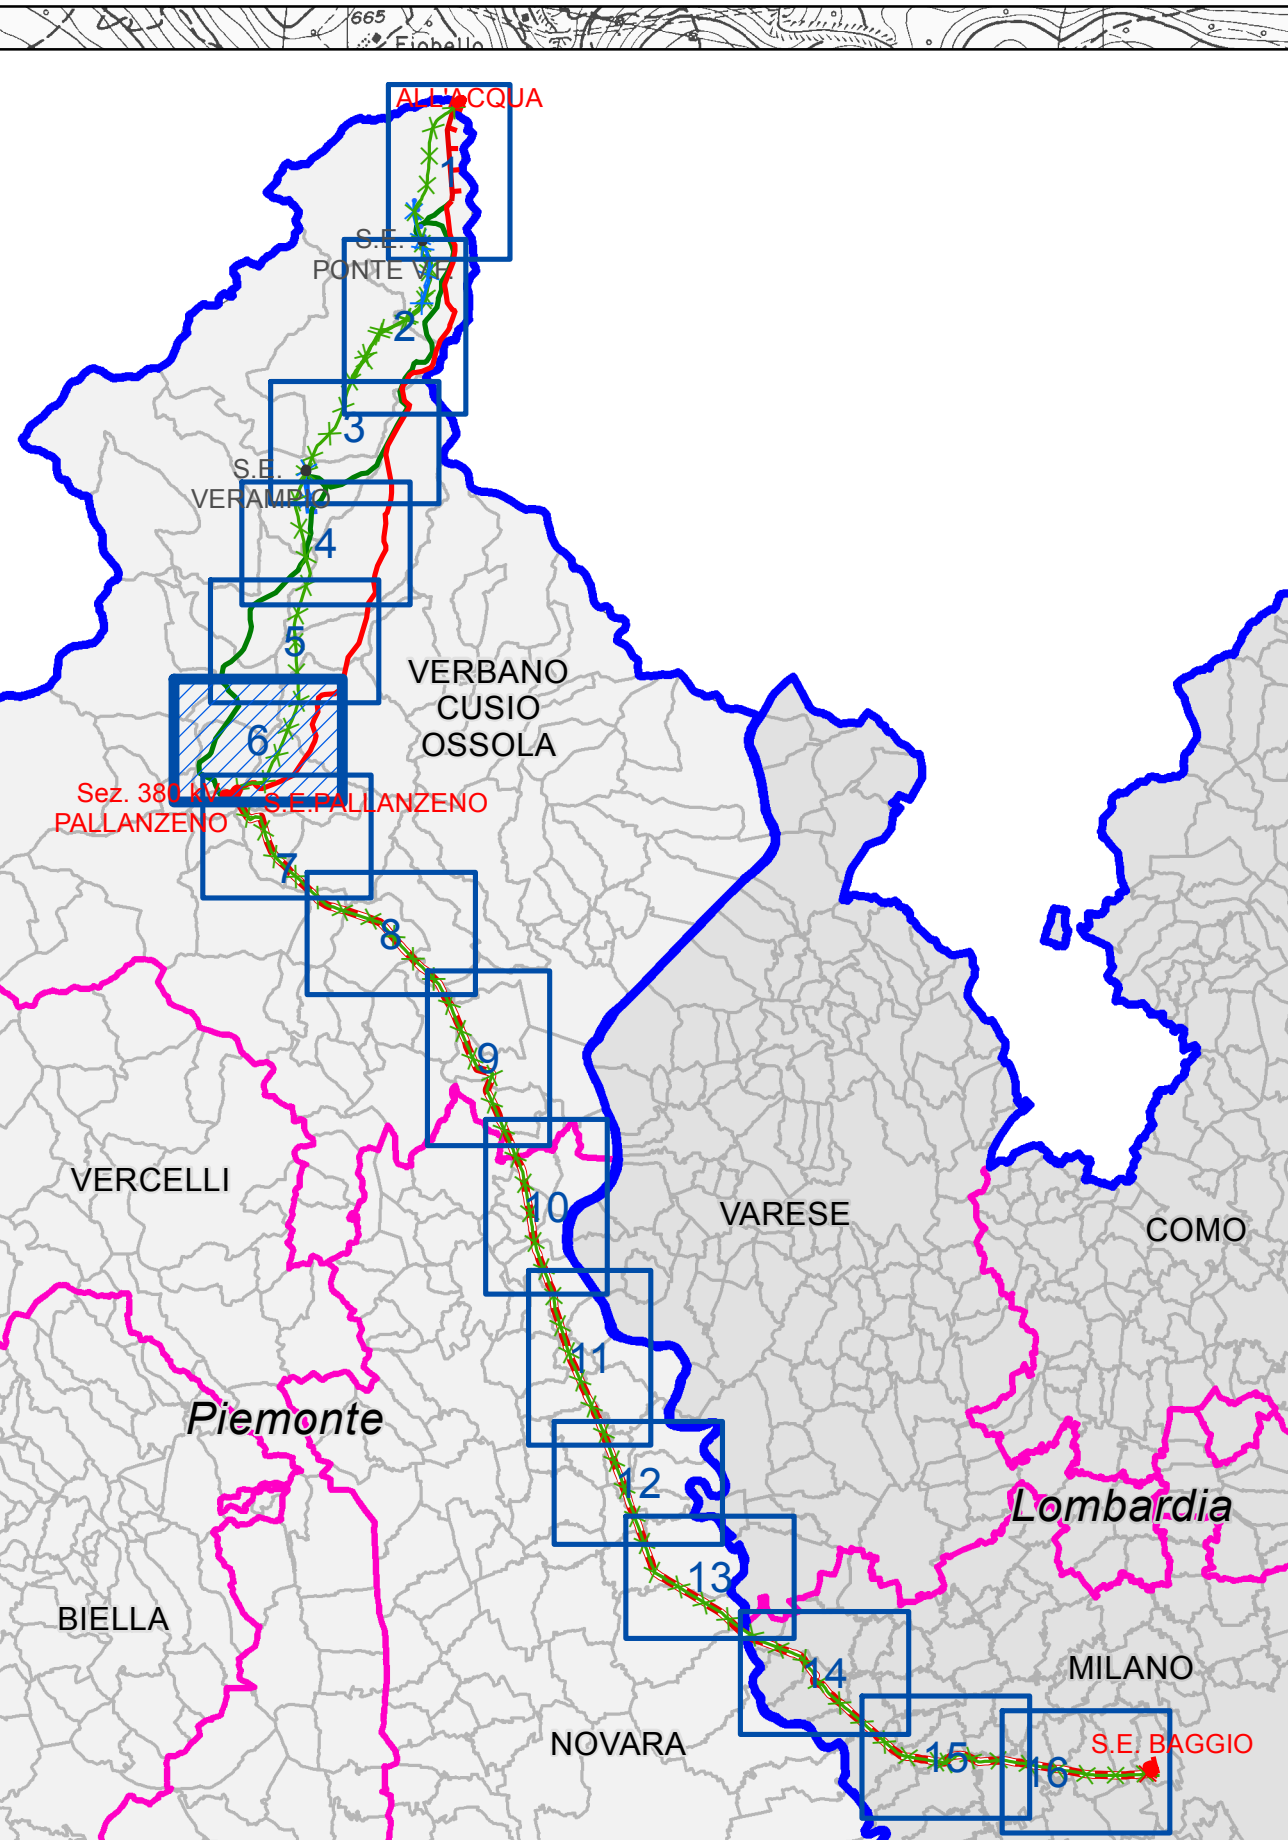 665
Fiobello
ALL'ACQUA
1
S.E.
PONTE V.F.
2
3
S.E.
VERAMPIO
4
5
VERBANO
CUSIO
OSSOLA
6
Sez. 380 kV
PALLANZENO
S.E.PALLANZENO
7
8
9
VERCELLI
10
VARESE
COMO
11
Piemonte
12
Lombardia
13
BIELLA
14
MILANO
NOVARA
15
16
S.E. BAGGIO